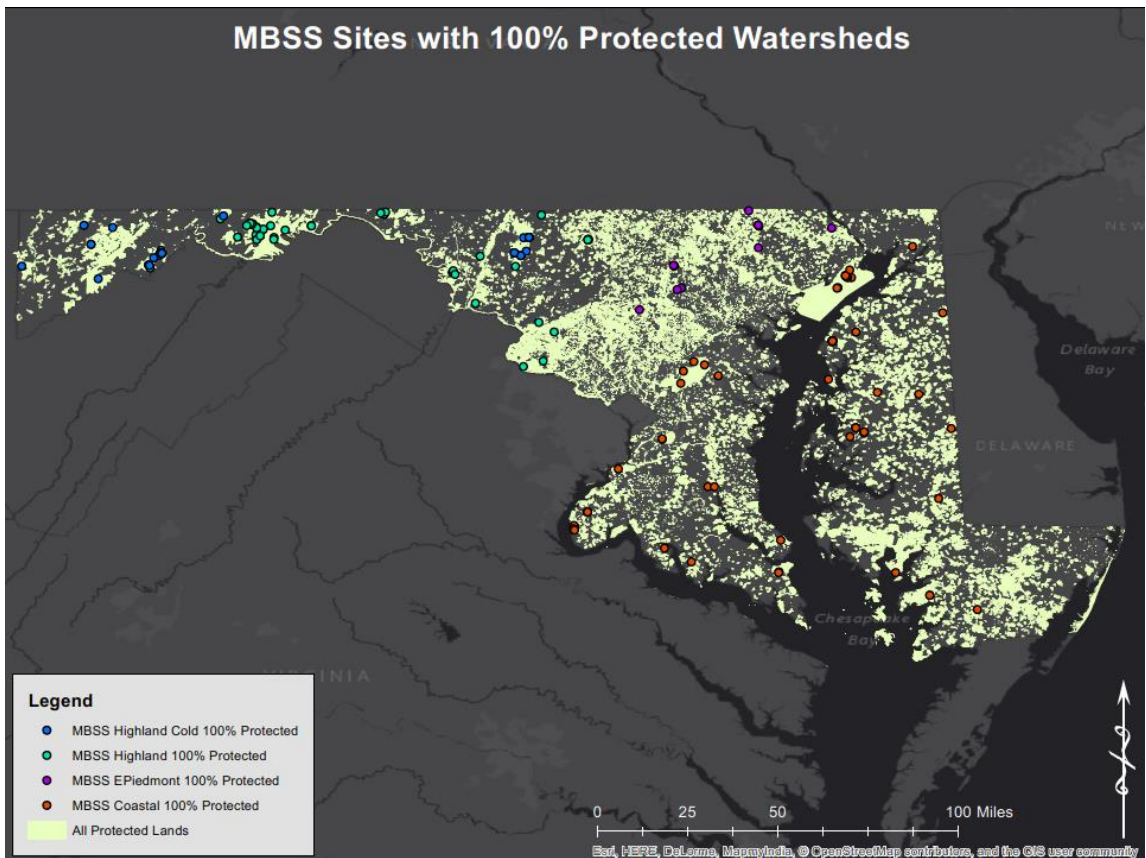 MBSS Sites with 100% Protected Watersheds
NEW
Delaware
Bay
DELAWARE
Chesapeake
Bay
VIRGINIA
Legend
MBSS Highland Cold 100% Protected
MBSS Highland 100% Protected
MBSS EPiedmont 100% Protected
MBSS Coastal 100% Protected
All Protected Lands
0 25 50 100 Miles
Esri, HERE, DeLorme, MapmyIndia, © OpenStreetMap contributors, and the GIS user community